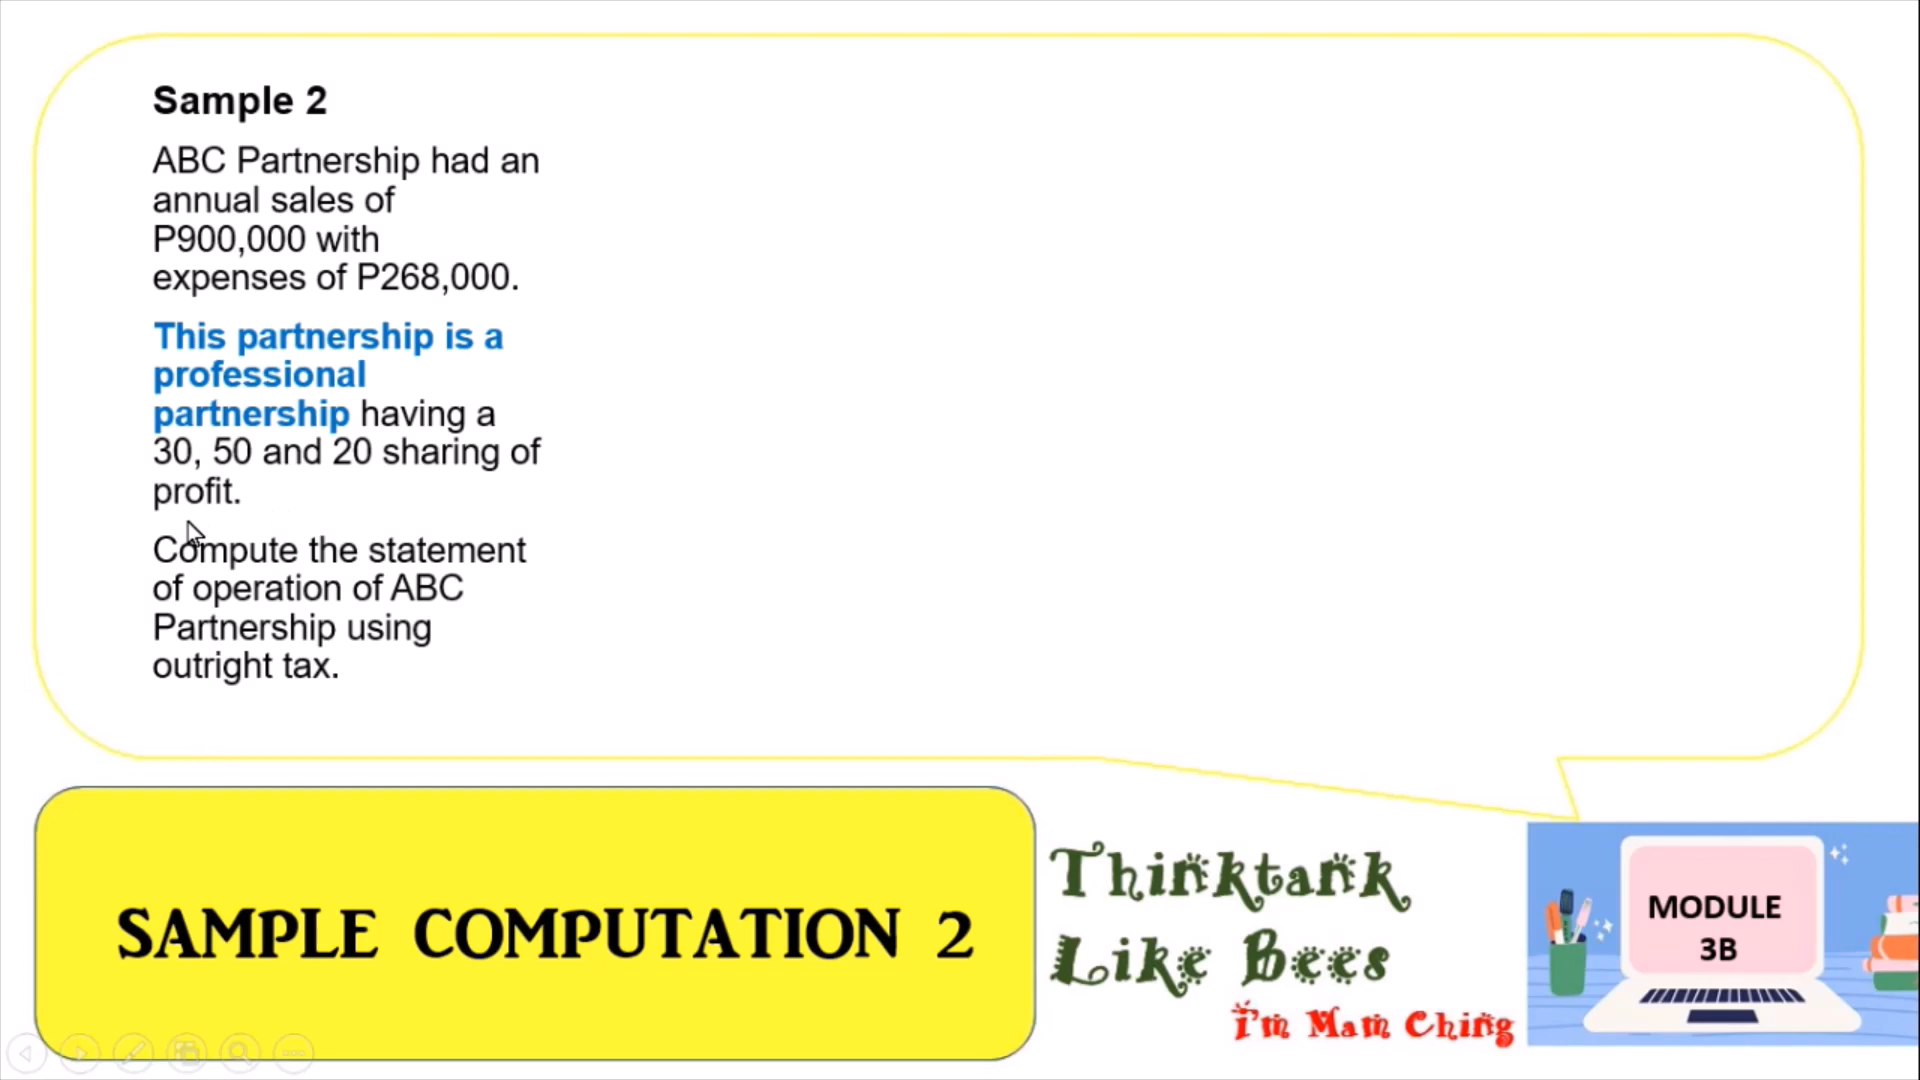 Sample 2
ABC Partnership had an
annual sales of
P900,000 with
expenses of P268,000.
This partnership is a
professional
partnership having a
30, 50 and 20 sharing of
profit.
Compute the statement
of operation of ABC
Partnership using
outright tax.
SAMPLE COMPUTATION 2
Thinktank
Like Bees
I'm Mam Ching
MODULE
3B